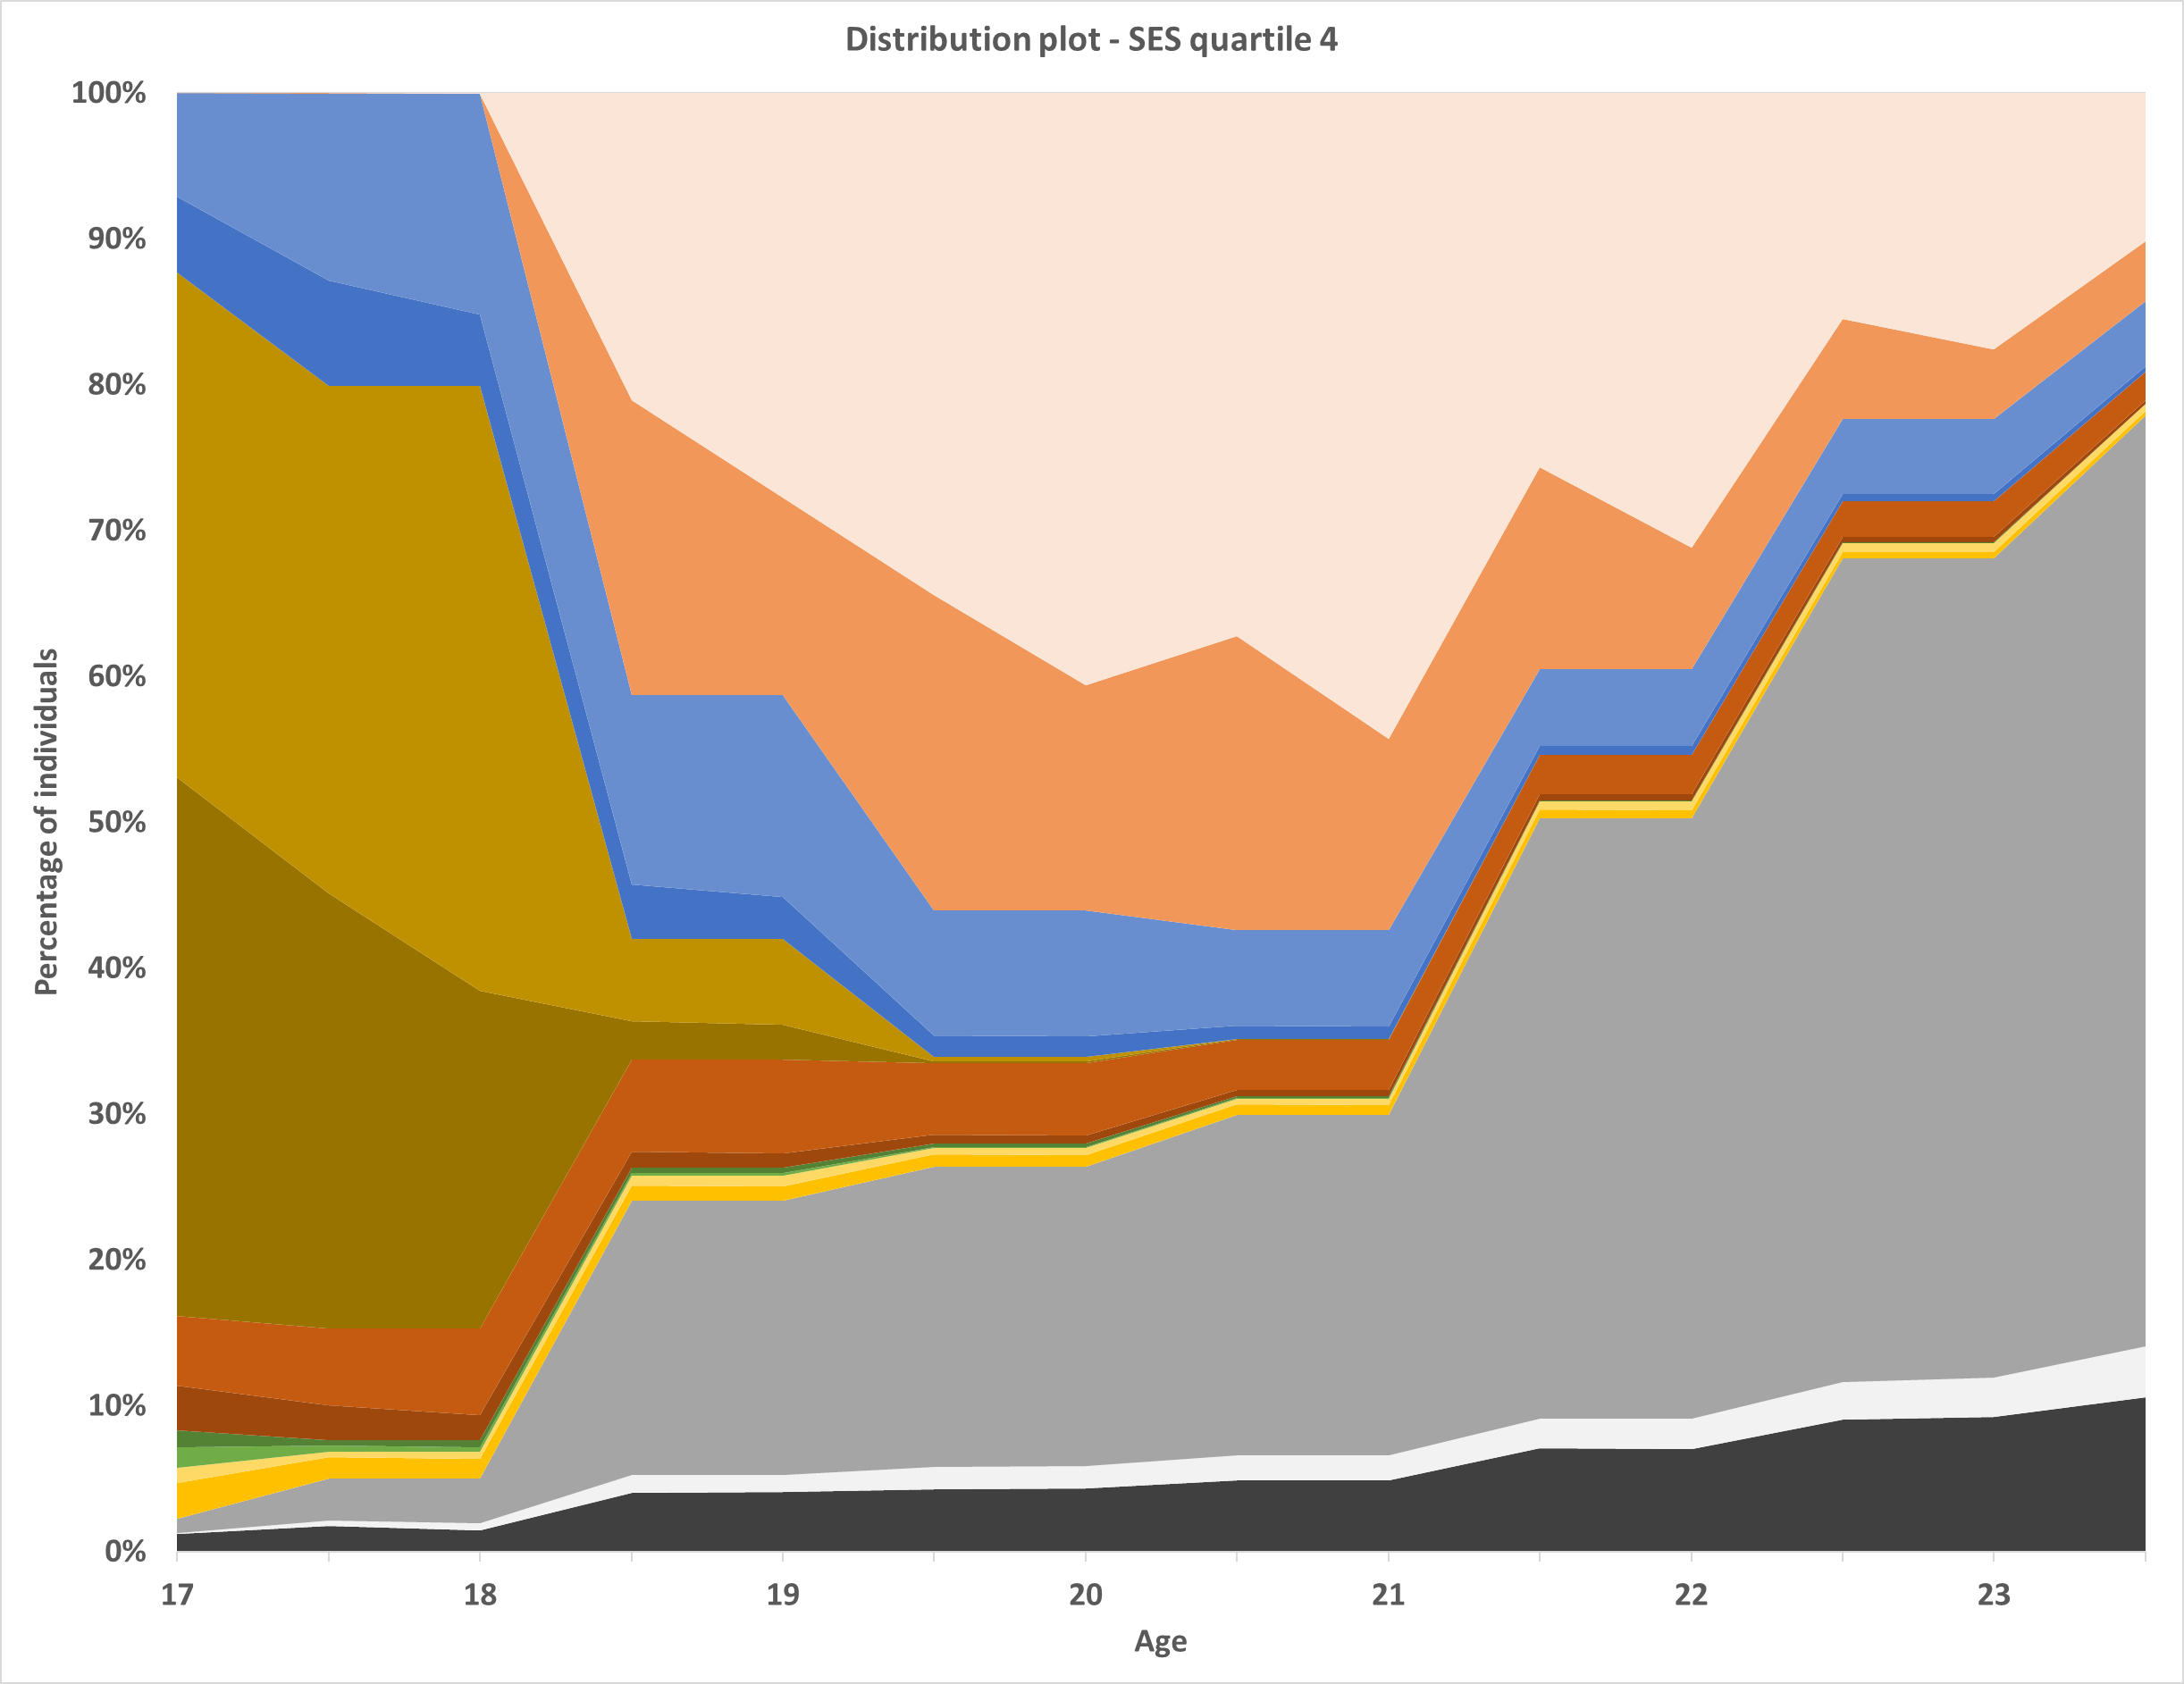 Distribution plot - SES quartile 4
100%
90%
80%
70%
60%
50%
40%
30%
20%
10%
0%
Percentage of individuals
17 18 19 20 21 22 23
Age